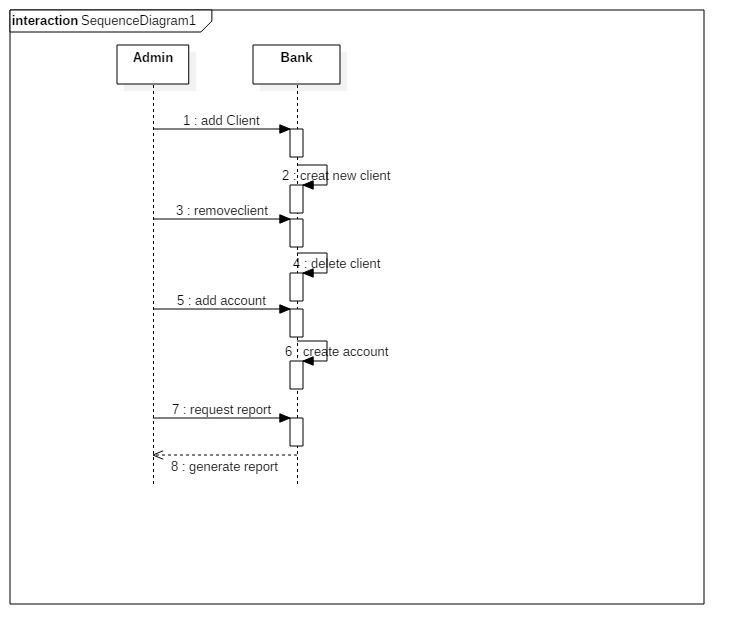 interaction SequenceDiagram1
Admin
Bank
1 : add Client
2 : creat new client
3 : removeclient
4 : delete client
5 : add account
6 : create account
7 : request report
8 : generate report